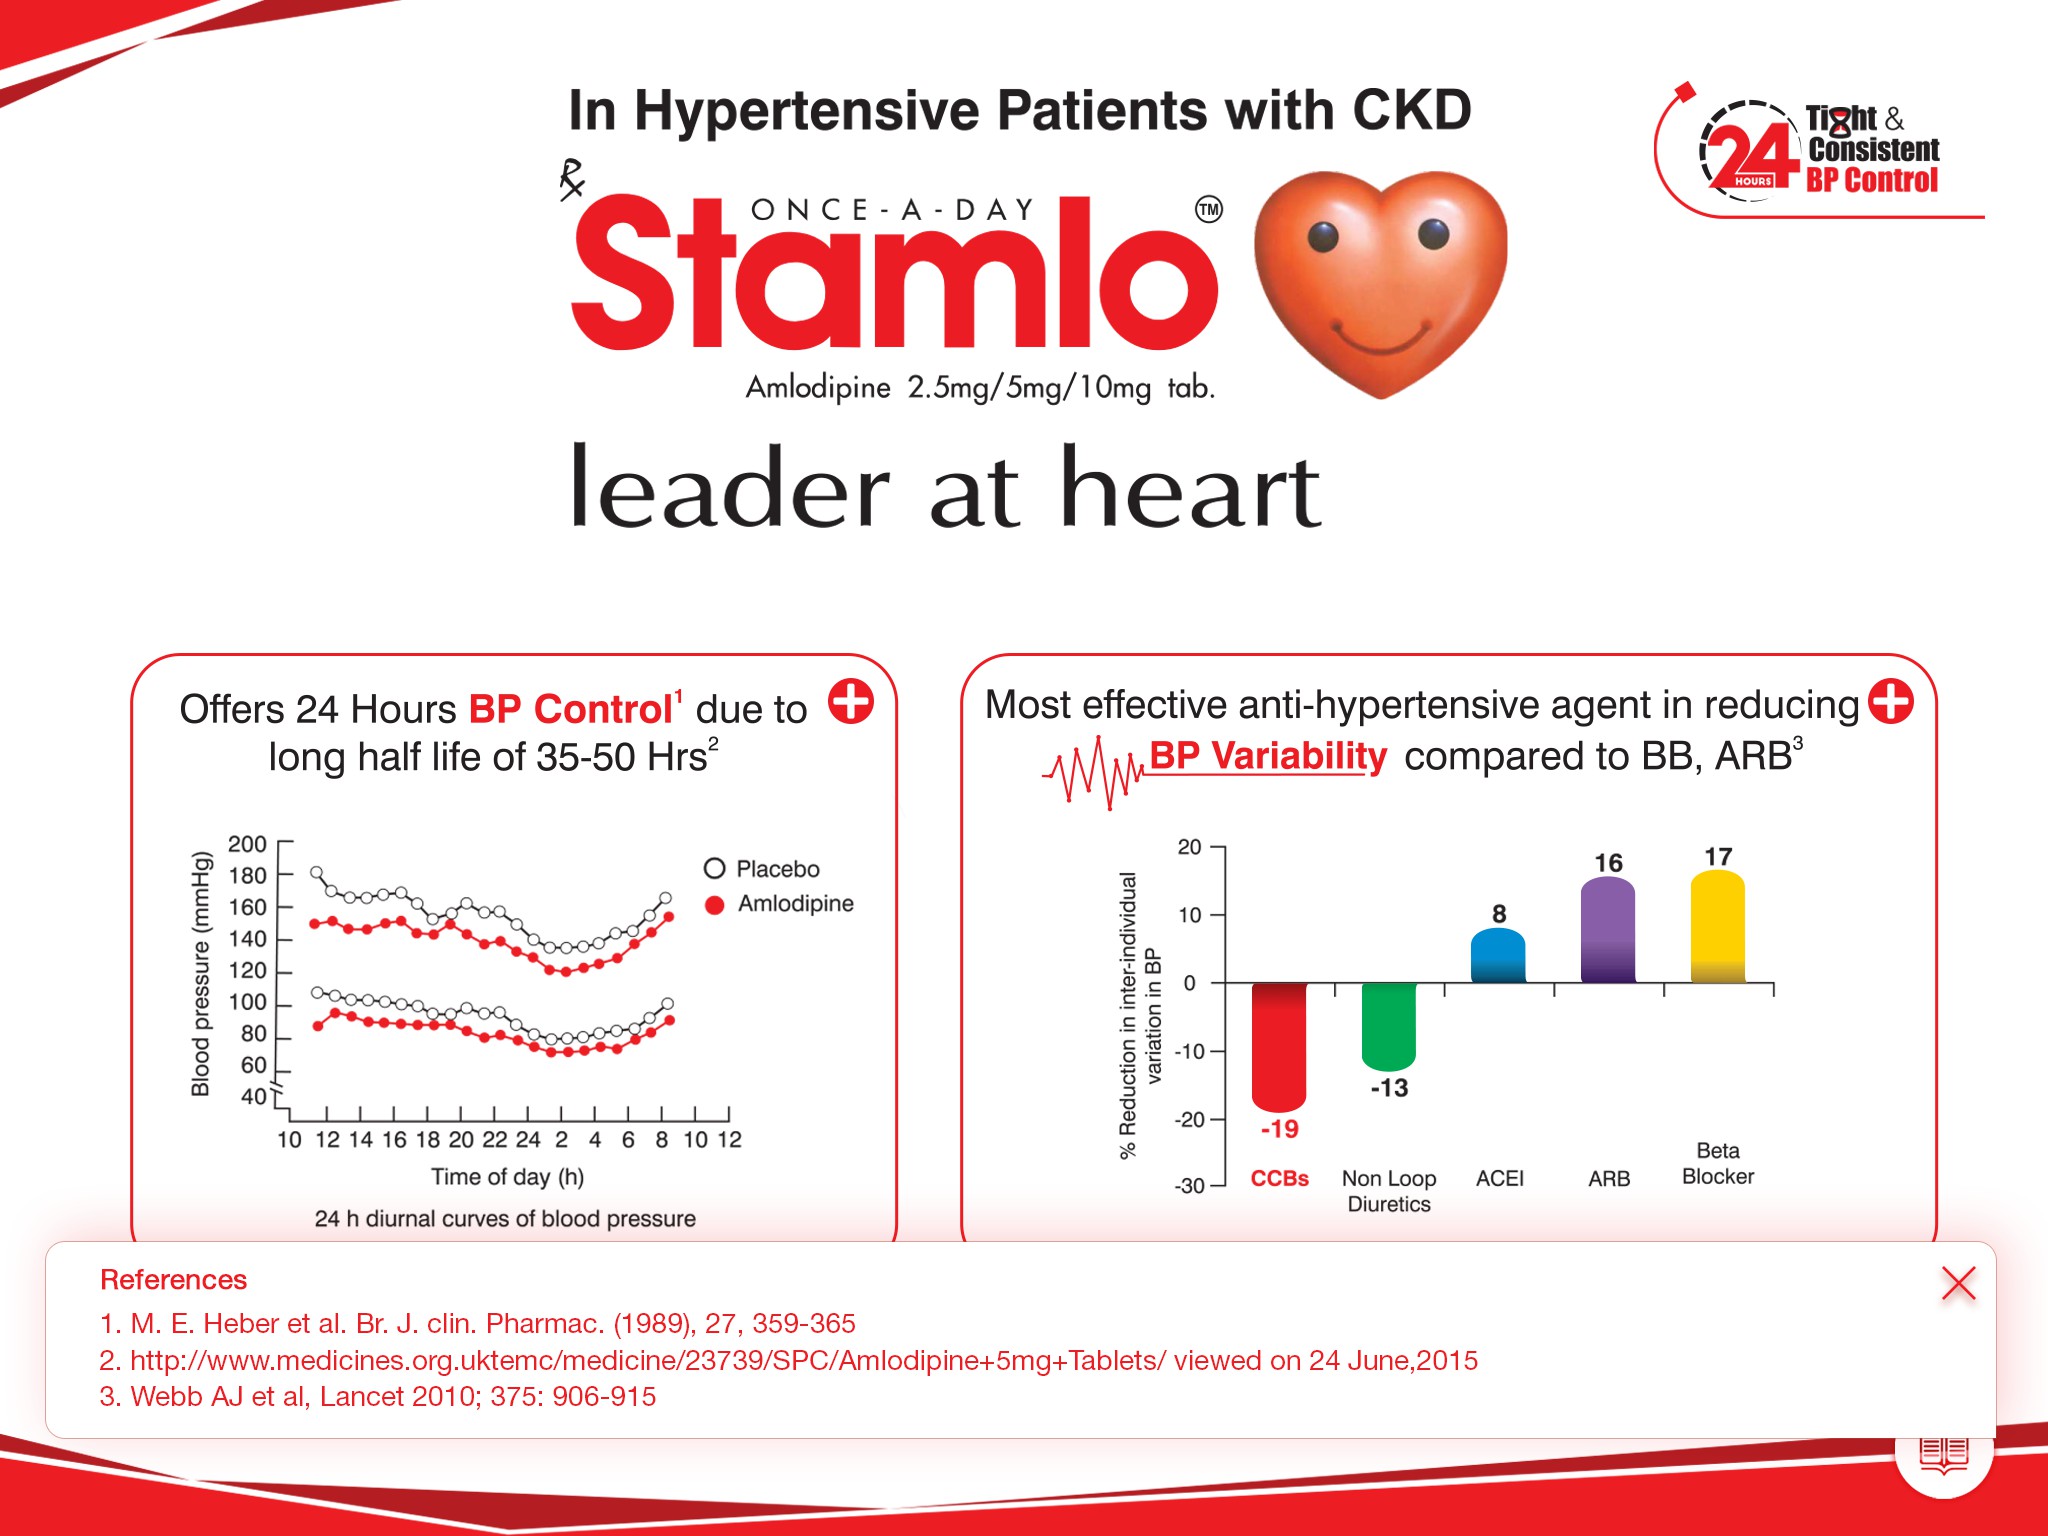 In Hypertensive Patients with CKD
24 HOURS Tight &
Consistent
BP Control
Rx
ONCE-A-DAY
Stamlo TM
Amlodipine 2.5mg/5mg/10mg tab.
leader at heart
Offers 24 Hours BP Control1 due to
long half life of 35-50 Hrs2
Blood pressure (mmHg)
200
180
160
140
120
100
80
60
40
Placebo
Amlodipine
10 12 14 16 18 20 22 24 2 4 6 8 10 12
Time of day (h)
24 h diurnal curves of blood pressure
Most effective anti-hypertensive agent in reducing
BP Variability compared to BB, ARB3
% Reduction in inter-individual
variation in BP
20
10
0
-10
-20
-30
-19
-13
8
16
17
CCBs
Non Loop
Diuretics
ACEI
ARB
Beta
Blocker
References
1. M. E. Heber et al. Br. J. clin. Pharmac. (1989), 27, 359-365
2. http://www.medicines.org.uktemc/medicine/23739/SPC/Amlodipine+5mg+Tablets/ viewed on 24 June,2015
3. Webb AJ et al, Lancet 2010; 375: 906-915